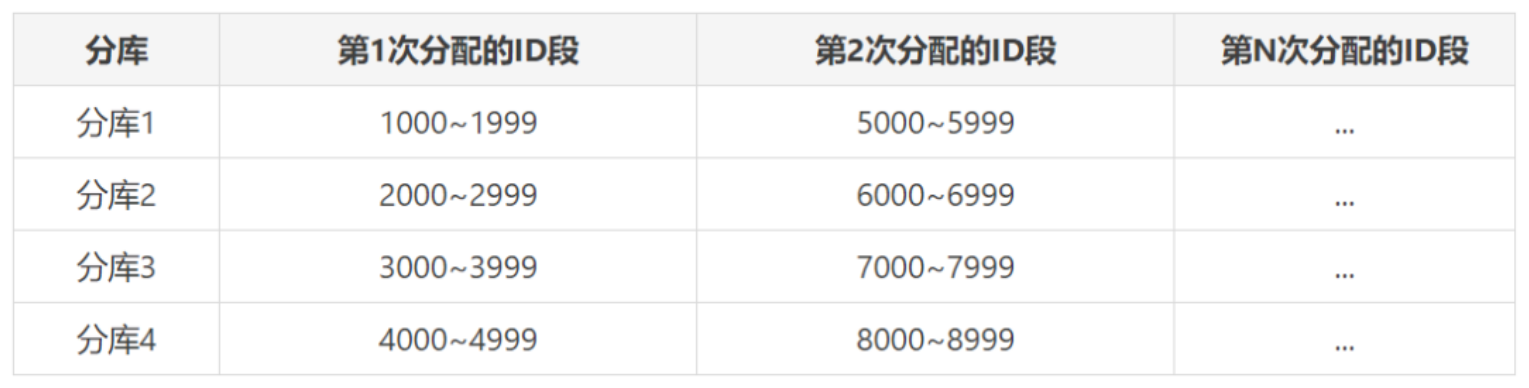 分库 第1次分配的ID段 第2次分配的ID段 第N次分配的ID段
分库1 1000~1999 5000~5999 ...
分库2 2000~2999 6000~6999 ...
分库3 3000~3999 7000~7999 ...
分库4 4000~4999 8000~8999 ...